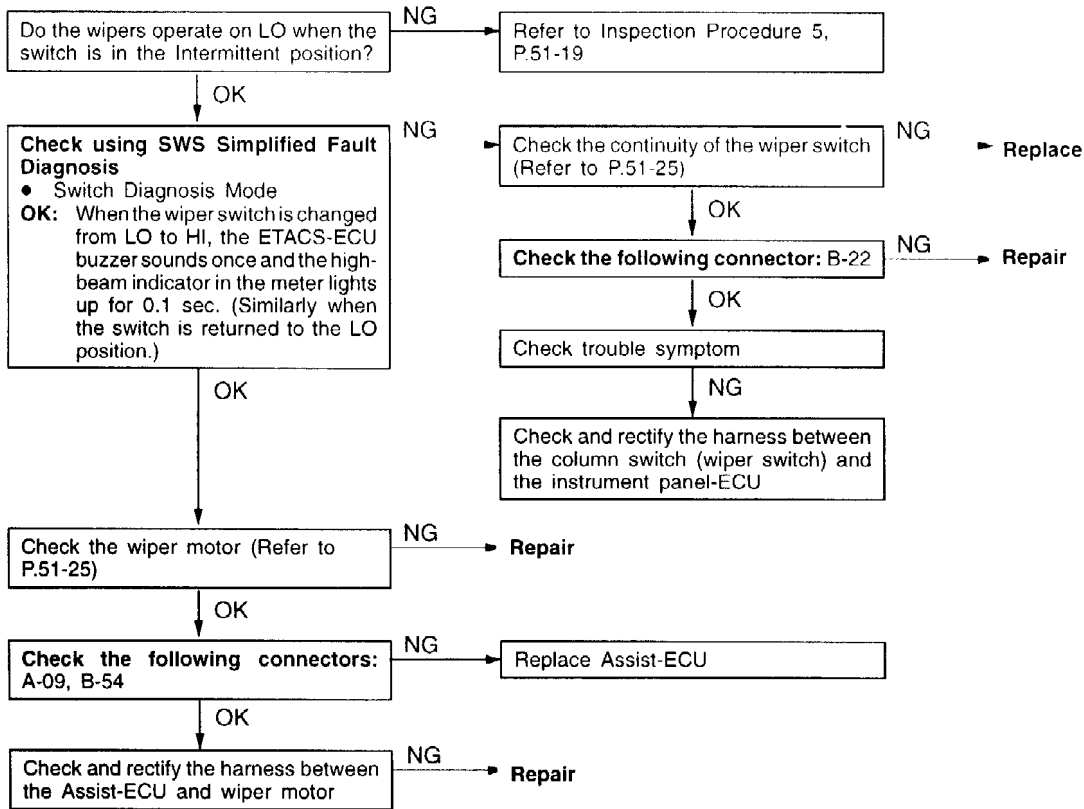 Do the wipers operate on LO when the
switch is in the Intermittent position?
NG
Refer to Inspection Procedure 5,
P.51-19
OK
Check using SWS Simplified Fault
Diagnosis
● Switch Diagnosis Mode
OK: When the wiper switch is changed
from LO to HI, the ETACS-ECU
buzzer sounds once and the high-
beam indicator in the meter lights
up for 0.1 sec. (Similarly when
the switch is returned to the LO
position.)
NG
Check the continuity of the wiper switch
(Refer to P.51-25)
NG
Replace
OK
Check the following connector: B-22
NG
Repair
OK
Check trouble symptom
NG
Check and rectify the harness between
the column switch (wiper switch) and
the instrument panel-ECU
OK
Check the wiper motor (Refer to
P.51-25)
NG
Repair
OK
Check the following connectors:
A-09, B-54
NG
Replace Assist-ECU
OK
Check and rectify the harness between
the Assist-ECU and wiper motor
NG
Repair